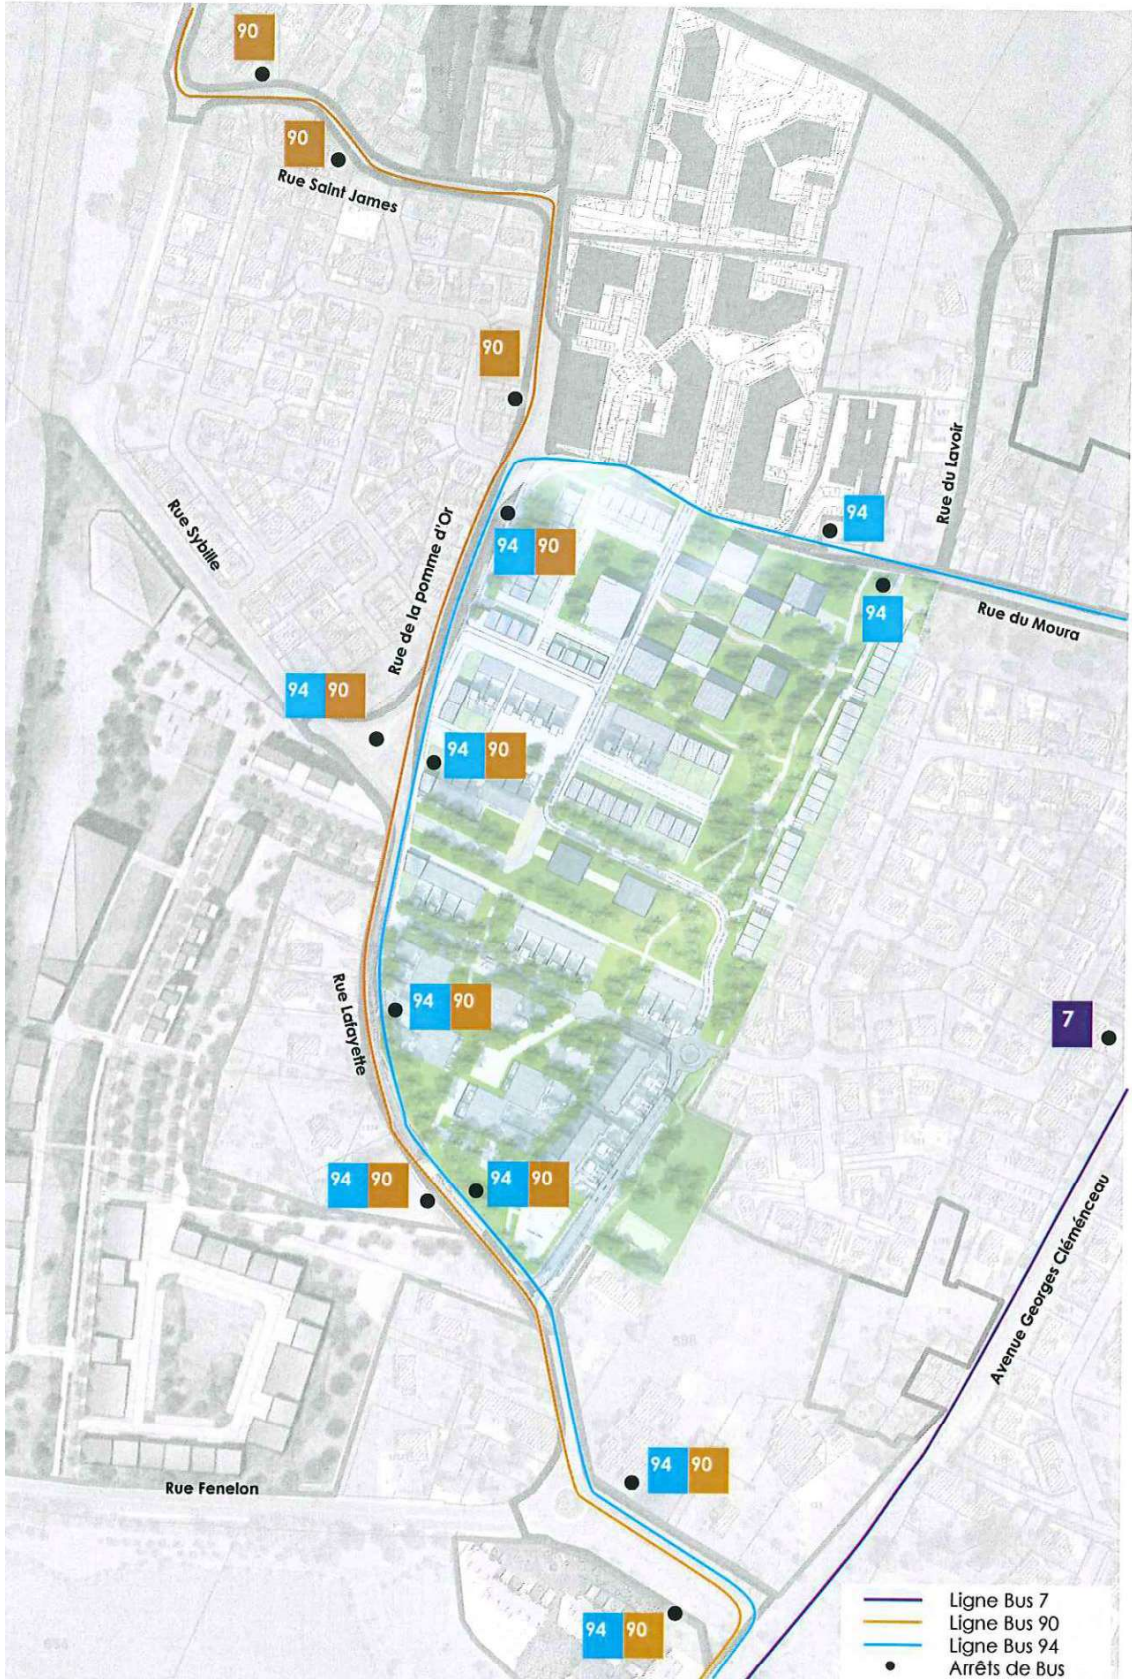 90
90
Rue Saint James
90
Rue du Lavoir
94
94 90
Rue Sybille
Rue de la pomme d'Or
94
Rue du Moura
94 90
94 90
94 90
Rue Lafayette
7
94 90
94 90
Avenue Georges Cléménceau
94 90
Rue Fenelon
94 90
Ligne Bus 7
Ligne Bus 90
Ligne Bus 94
Arrêts de Bus